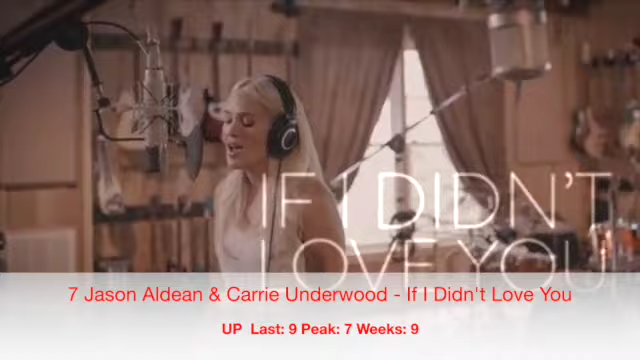 IF I DIDN'T
LOVE YOU
7 Jason Aldean & Carrie Underwood - If I Didn't Love You
UP Last: 9 Peak: 7 Weeks: 9